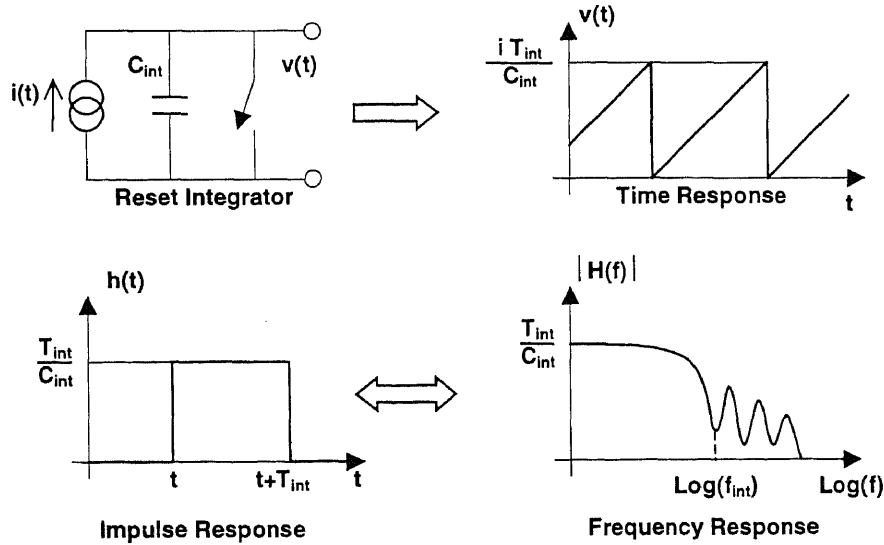 i(t)
C_int
v(t)
Reset Integrator
v(t)
i T_int
C_int
Time Response
t
h(t)
T_int
C_int
t
t+T_int
t
Impulse Response
|H(f)|
T_int
C_int
Log(f_int)
Log(f)
Frequency Response